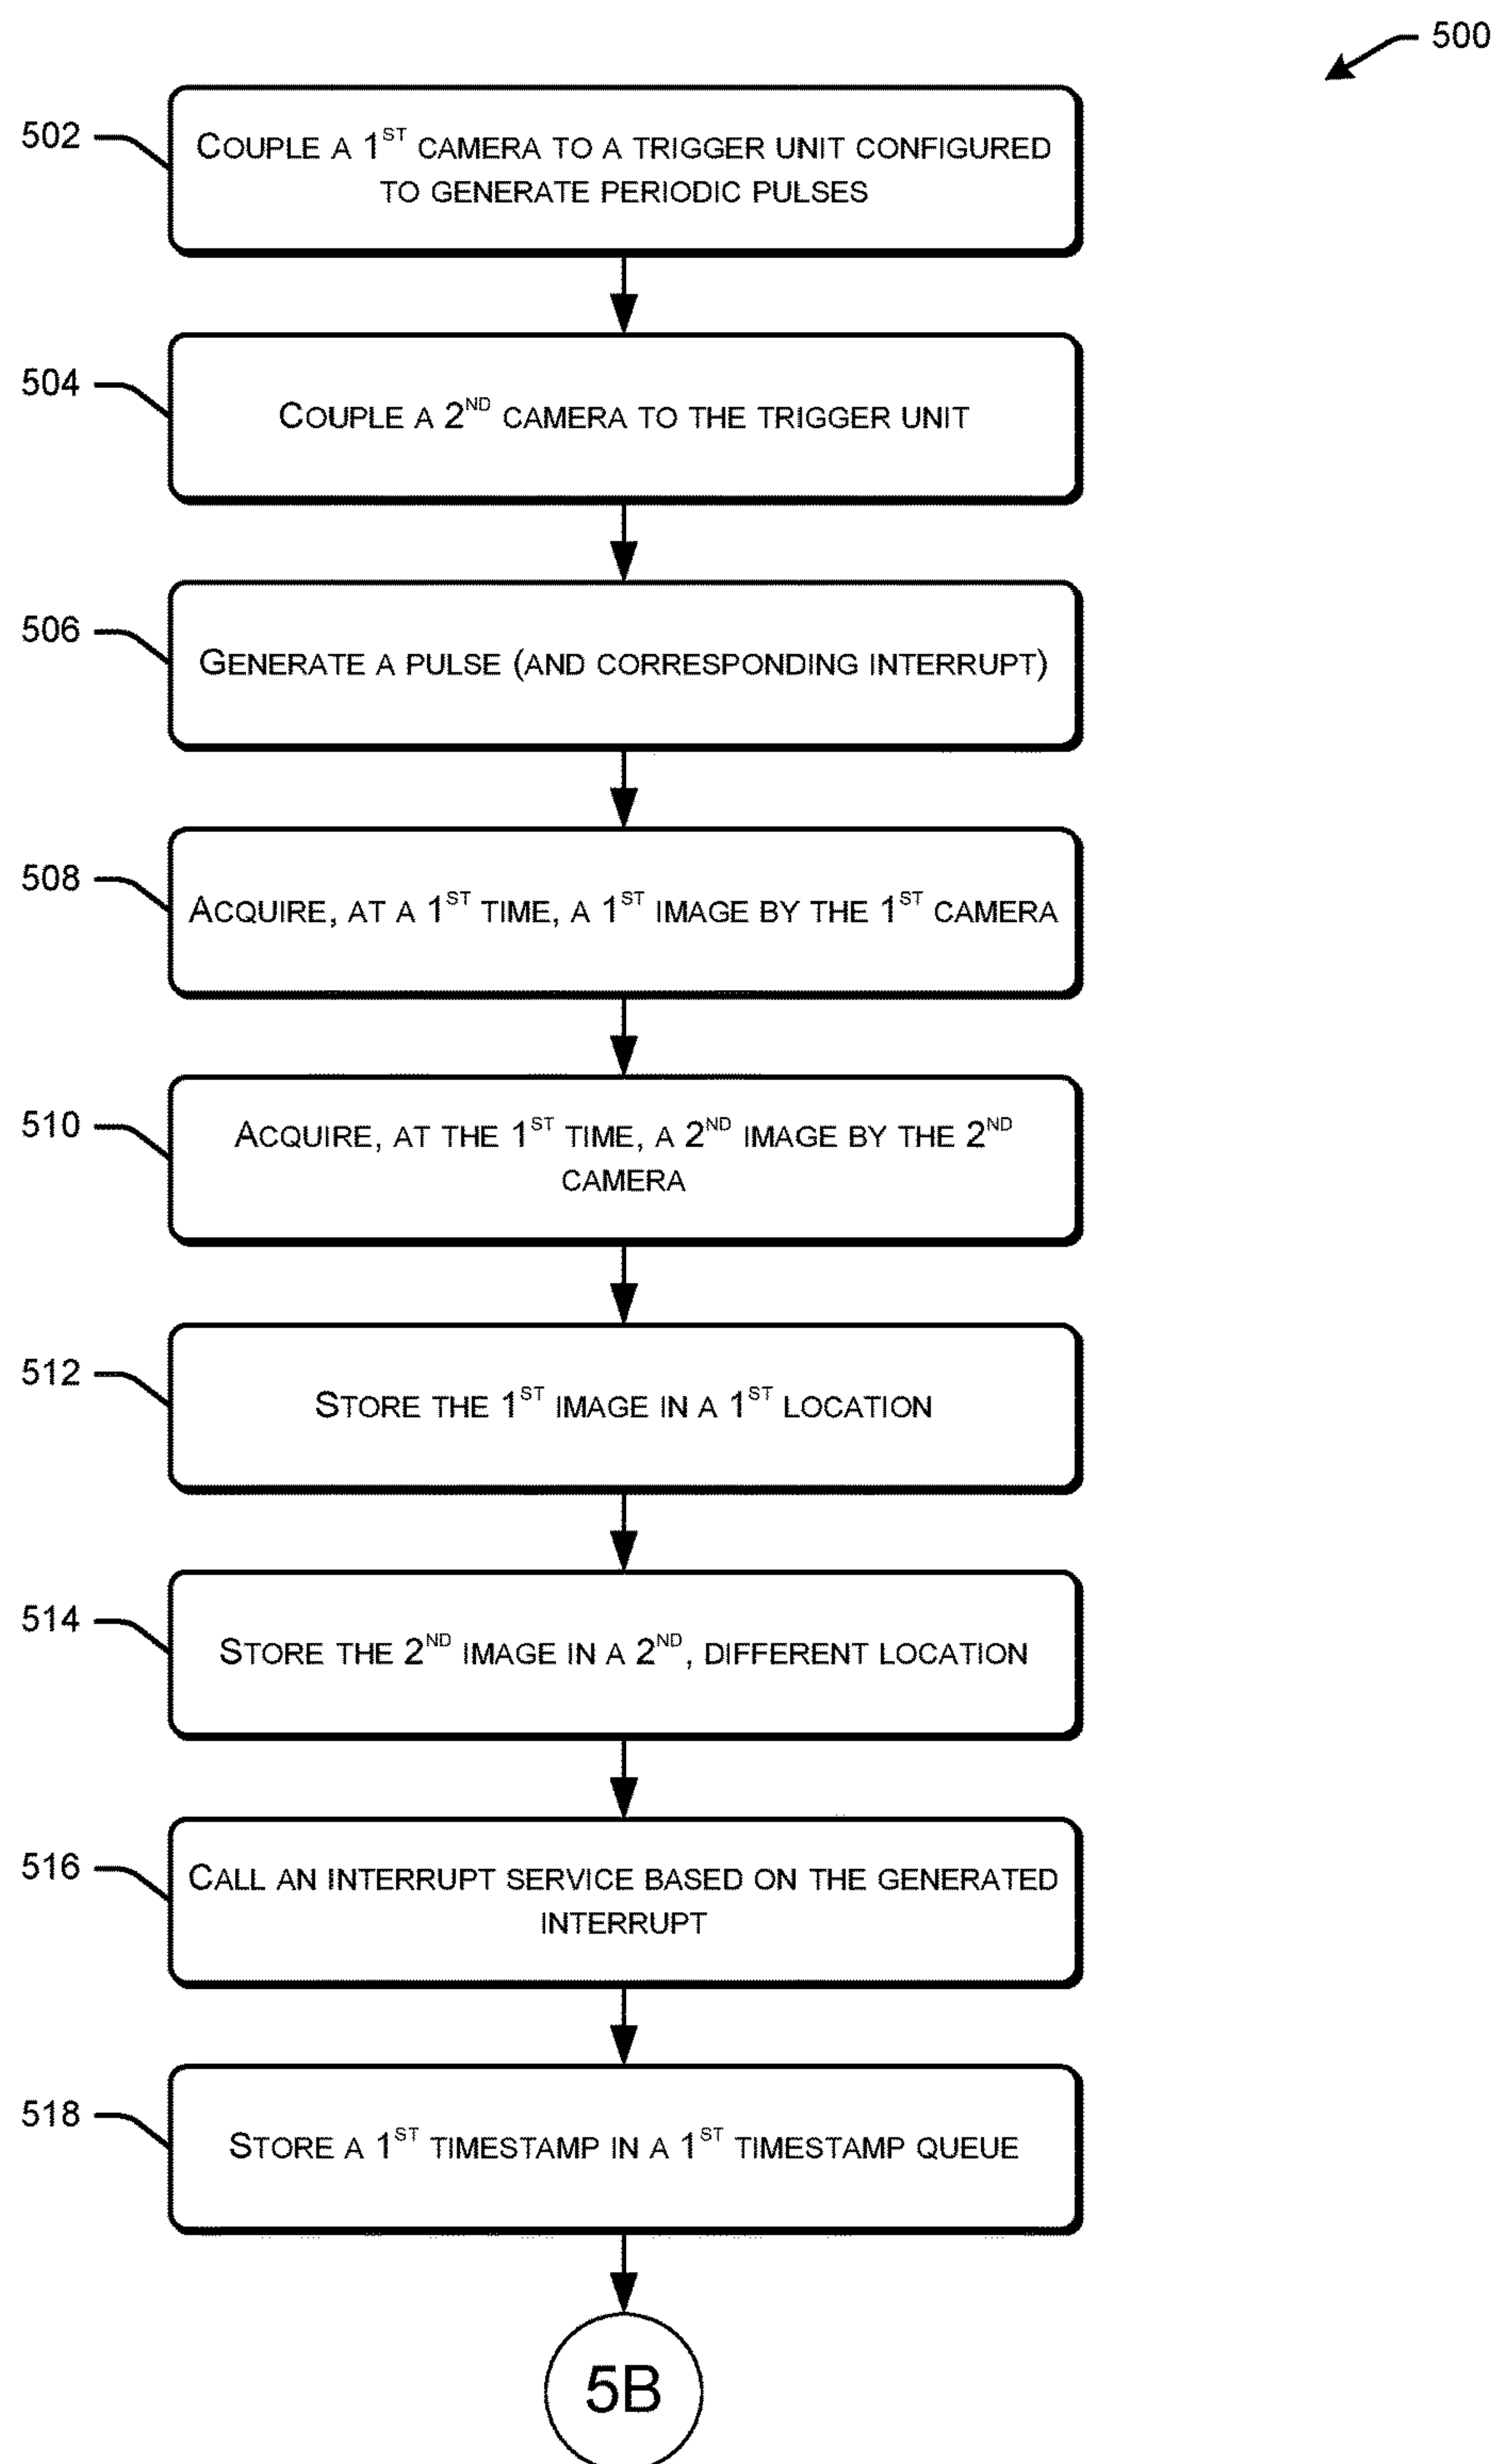 500
502
COUPLE A 1ST CAMERA TO A TRIGGER UNIT CONFIGURED
TO GENERATE PERIODIC PULSES
504
COUPLE A 2ND CAMERA TO THE TRIGGER UNIT
506
GENERATE A PULSE (AND CORRESPONDING INTERRUPT)
508
ACQUIRE, AT A 1ST TIME, A 1ST IMAGE BY THE 1ST CAMERA
510
ACQUIRE, AT THE 1ST TIME, A 2ND IMAGE BY THE 2ND
CAMERA
512
STORE THE 1ST IMAGE IN A 1ST LOCATION
514
STORE THE 2ND IMAGE IN A 2ND, DIFFERENT LOCATION
516
CALL AN INTERRUPT SERVICE BASED ON THE GENERATED
INTERRUPT
518
STORE A 1ST TIMESTAMP IN A 1ST TIMESTAMP QUEUE
5B